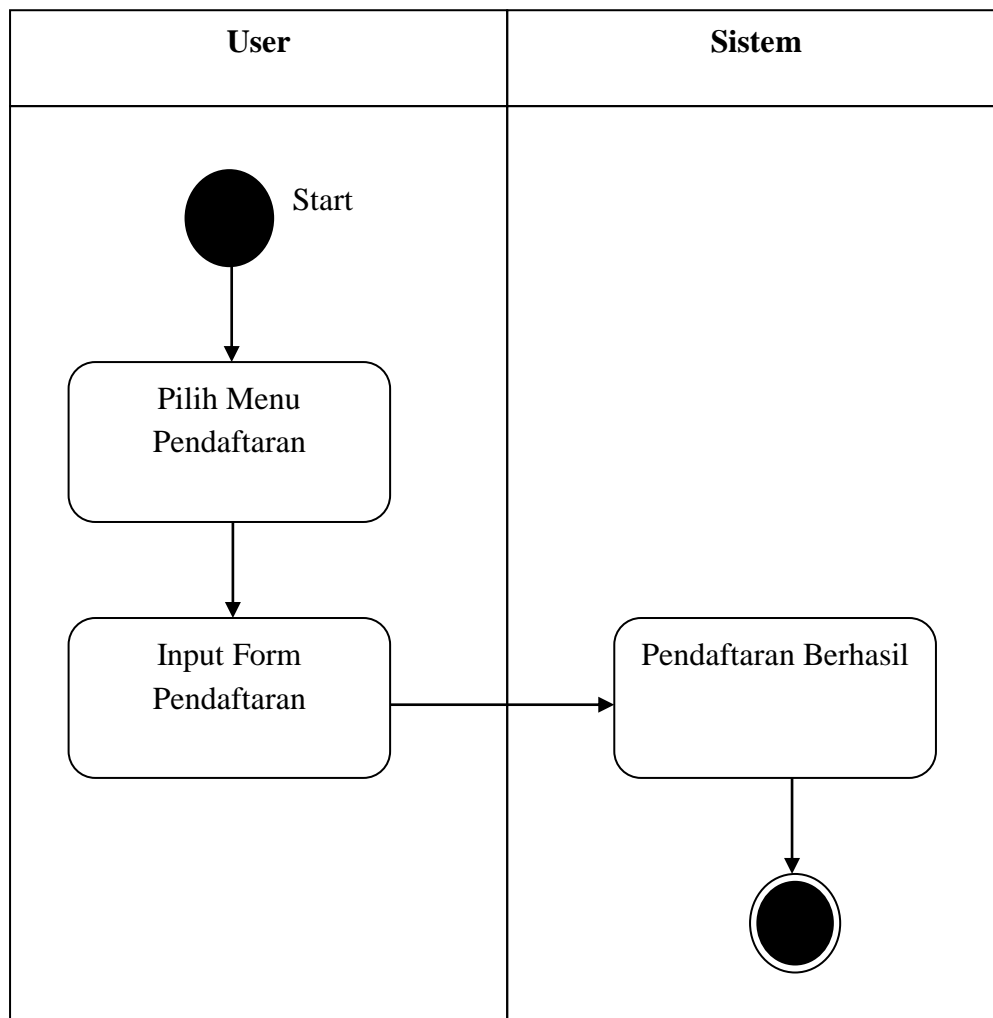 User
Sistem
Start
Pilih Menu
Pendaftaran
Input Form
Pendaftaran
Pendaftaran Berhasil